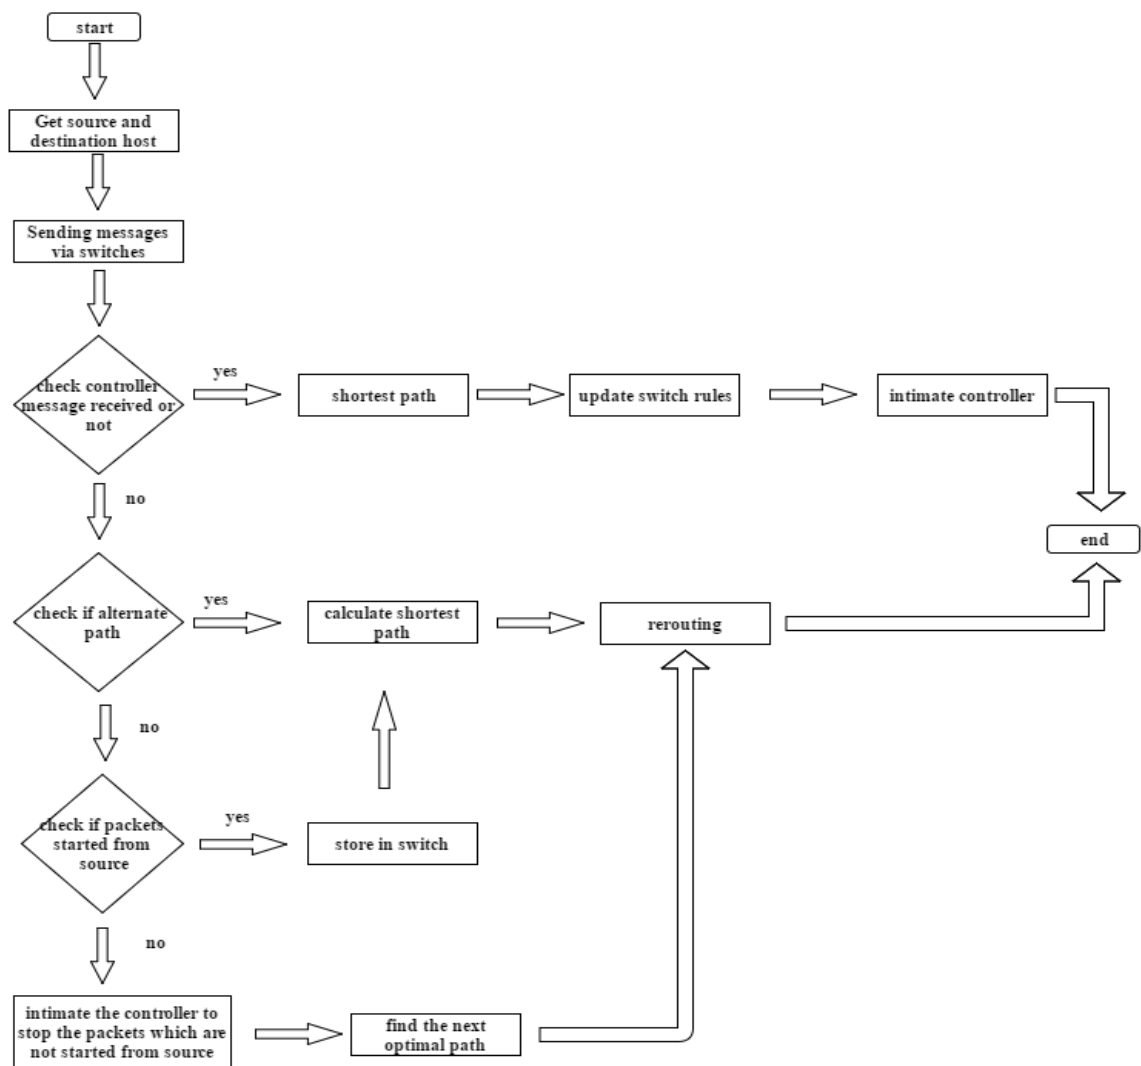 start
Get source and
destination host
Sending messages
via switches
check controller
message received or
not
yes
shortest path
update switch rules
intimate controller
no
end
check if alternate
path
yes
calculate shortest
path
rerouting
no
check if packets
started from
source
yes
store in switch
no
intimate the controller to
stop the packets which are
not started from source
find the next
optimal path